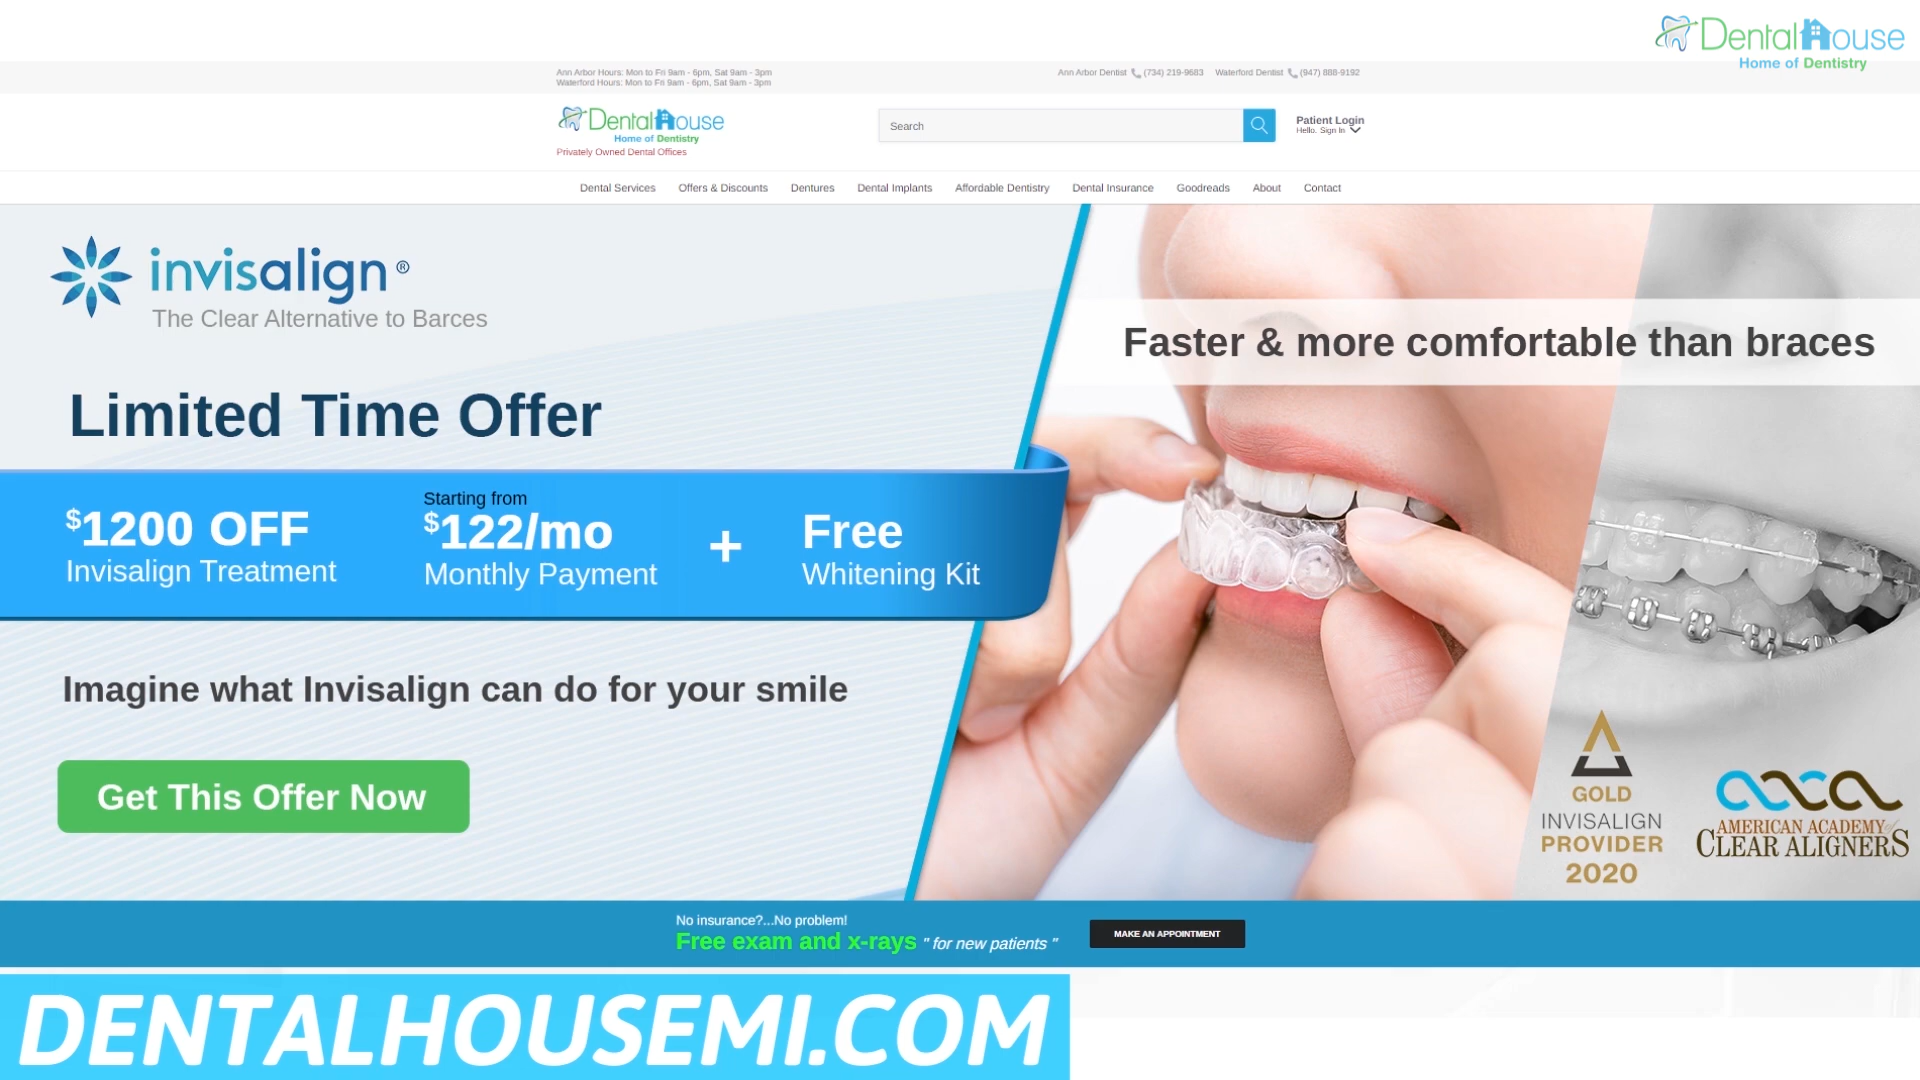 DentalHouse
Home of Dentistry
Ann Arbor Hours: Mon to Fri 9am - 6pm, Sat 9am - 3pm
Waterford Hours: Mon to Fri 9am - 6pm, Sat 9am - 3pm
Ann Arbor Dentist (734) 219-9683 Waterford Dentist (947) 888-9192
DentalHouse
Home of Dentistry
Privately Owned Dental Offices
Search
Patient Login
Hello. Sign In
Dental Services Offers & Discounts Dentures Dental Implants Affordable Dentistry Dental Insurance Goodreads About Contact
invisalign®
The Clear Alternative to Barces
Faster & more comfortable than braces
Limited Time Offer
$1200 OFF
Invisalign Treatment
Starting from
$122/mo
Monthly Payment
+
Free
Whitening Kit
Imagine what Invisalign can do for your smile
Get This Offer Now
GOLD
INVISALIGN
PROVIDER
2020
AMERICAN ACADEMY of
CLEAR ALIGNERS
No insurance?...No problem!
Free exam and x-rays " for new patients "
MAKE AN APPOINTMENT
DENTALHOUSEMI.COM